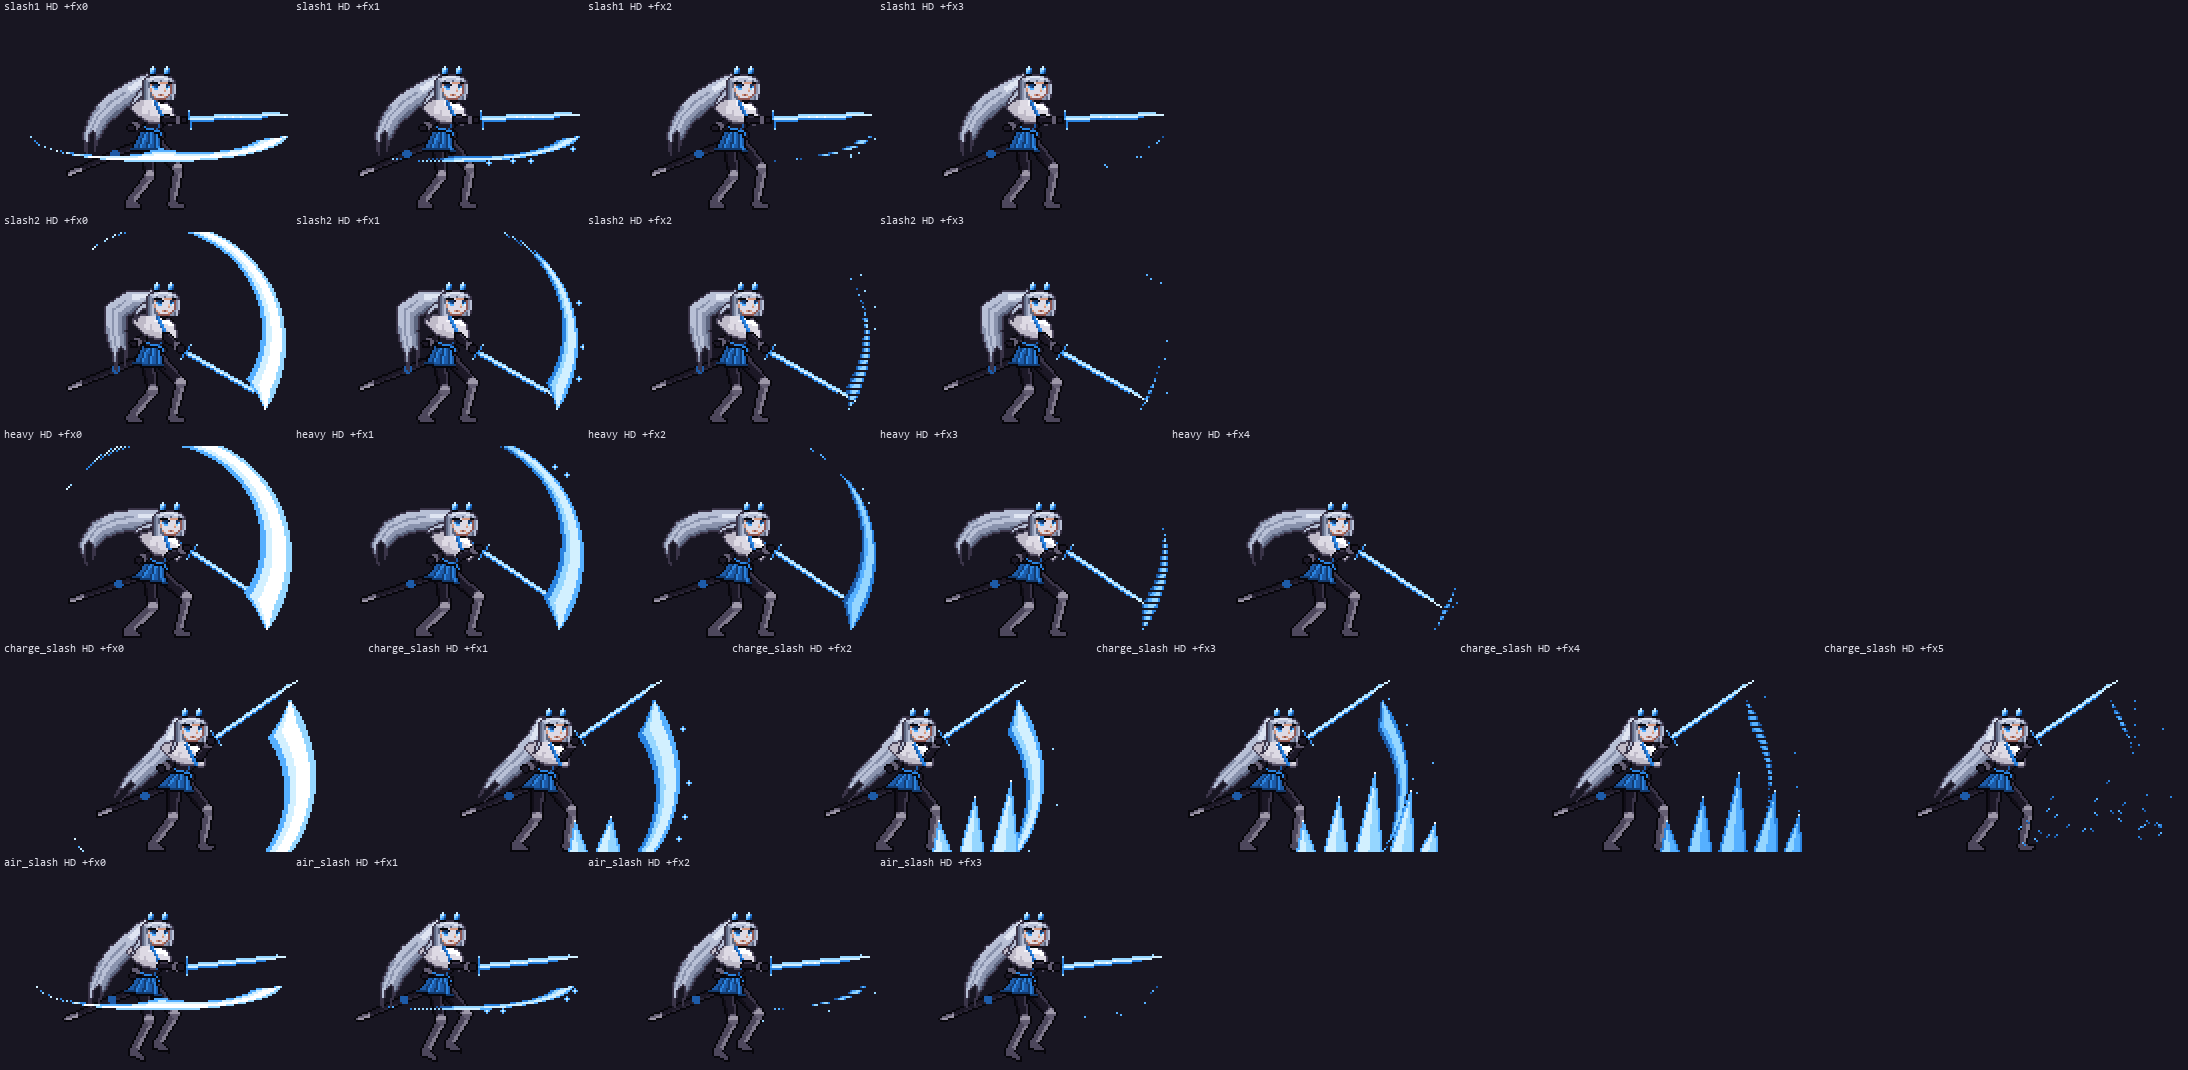 slash1 HD +fx0
slash1 HD +fx1
slash1 HD +fx2
slash1 HD +fx3
slash2 HD +fx0
slash2 HD +fx1
slash2 HD +fx2
slash2 HD +fx3
heavy HD +fx0
heavy HD +fx1
heavy HD +fx2
heavy HD +fx3
heavy HD +fx4
charge_slash HD +fx0
charge_slash HD +fx1
charge_slash HD +fx2
charge_slash HD +fx3
charge_slash HD +fx4
charge_slash HD +fx5
air_slash HD +fx0
air_slash HD +fx1
air_slash HD +fx2
air_slash HD +fx3